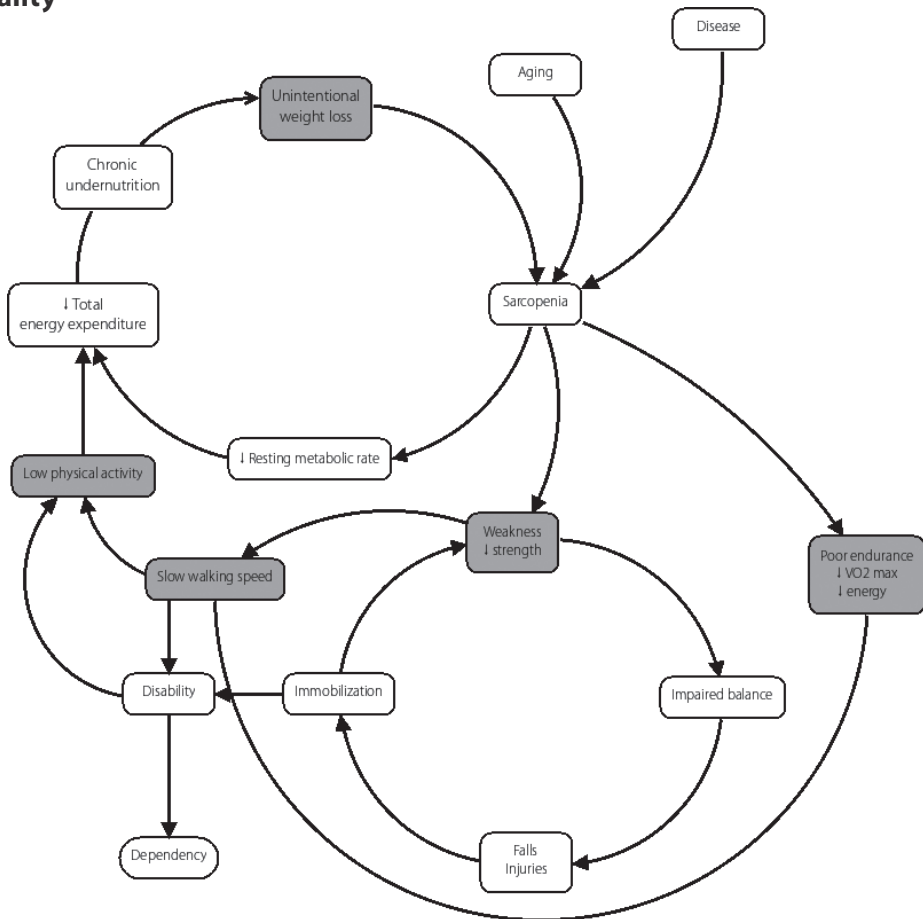 Disease
Aging
Unintentional
weight loss
Chronic
undernutrition
↓ Total
energy expenditure
Sarcopenia
↓ Resting metabolic rate
Low physical activity
Weakness
↓ strength
Poor endurance
↓ VO2 max
↓ energy
Slow walking speed
Disability
Immobilization
Impaired balance
Falls
Injuries
Dependency